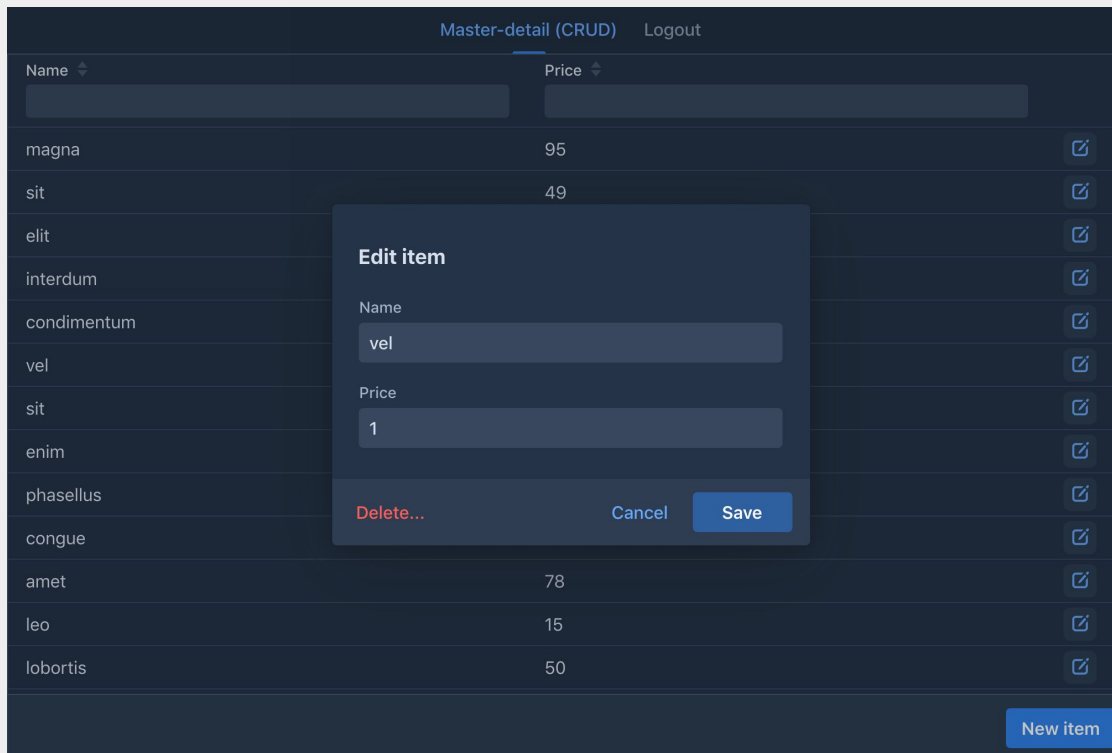 Master-detail (CRUD) Logout
Name Price
magna 95
sit 49
elit
Edit item
interdum
Name
condimentum
vel
vel
Price
sit
1
enim
phasellus
Delete... Cancel Save
congue
amet 78
leo 15
lobortis 50
New item